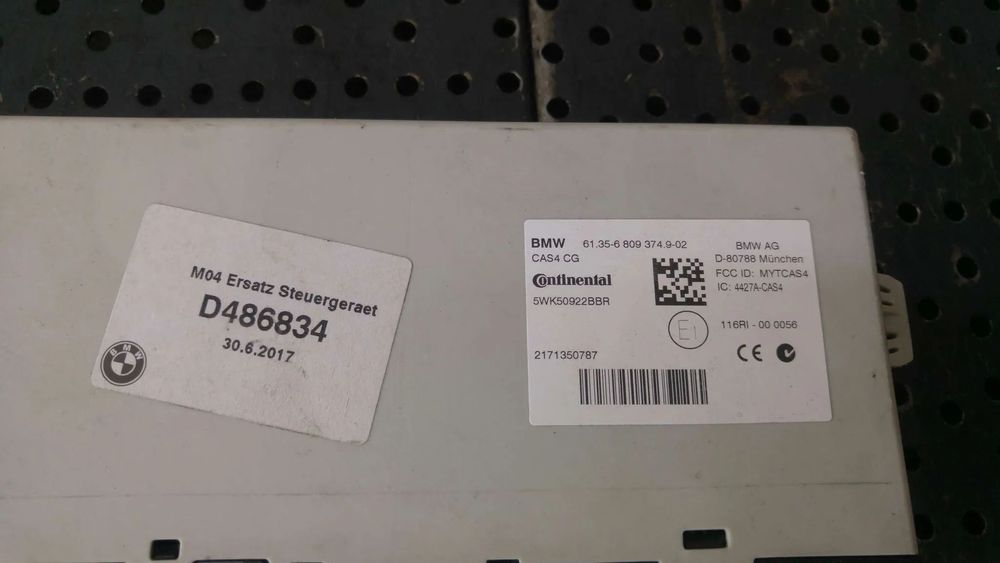 M04 Ersatz Steuergeraet
D486834
30.6.2017
BMW
BMW 61.35-6 809 374.9-02
CAS4 CG
Continental
5WK50922BBR
2171350787
BMW AG
D-80788 München
FCC ID: MYTCAS4
IC: 4427A-CAS4
E1
116RI - 00 0056
CE